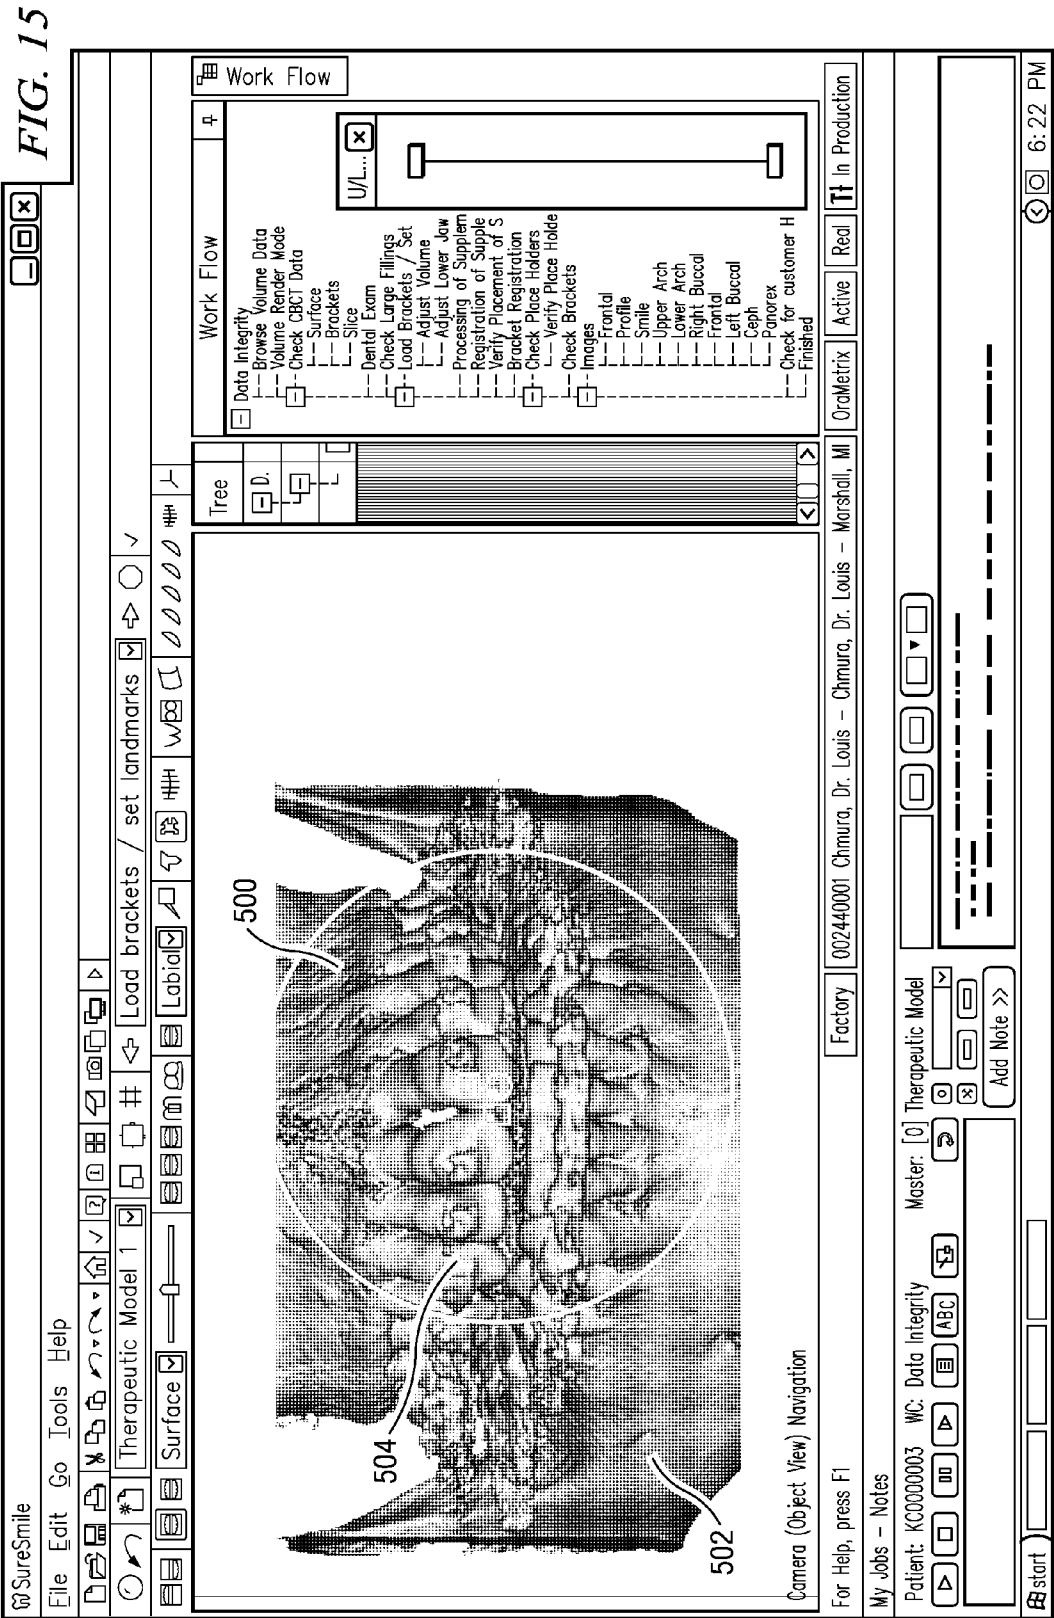 FIG. 15
SureSmile
File Edit Go Tools Help
Therapeutic Model 1
Load brackets / set landmarks
Surface
Labial
500
504
502
Camera (Object View) Navigation
Tree
D.
Work Flow
Work Flow
Data Integrity
Browse Volume Data
Volume Render Mode
Check CBCT Data
Surface
Brackets
Slice
Dental Exam
Check Large Fillings
Load Brackets / Set
Adjust Volume
Adjust Lower Jaw
Processing of Supplem
Registration of Supple
Verify Placement of S
Bracket Registration
Check Place Holders
Verify Place Holde
Check Brackets
Images
Frontal
Profile
Smile
Upper Arch
Lower Arch
Right Buccal
Frontal
Left Buccal
Ceph
Panorex
Check for customer H
Finished
U/L...
For Help, press F1
Factory
002440001 Chmura, Dr. Louis - Chmura, Dr. Louis - Marshall, MI
OraMetrix
Active
Real
In Production
My Jobs - Notes
Patient: KC0000003 WC: Data Integrity Master: [0] Therapeutic Model
ABC
Add Note >>
start
6:22 PM